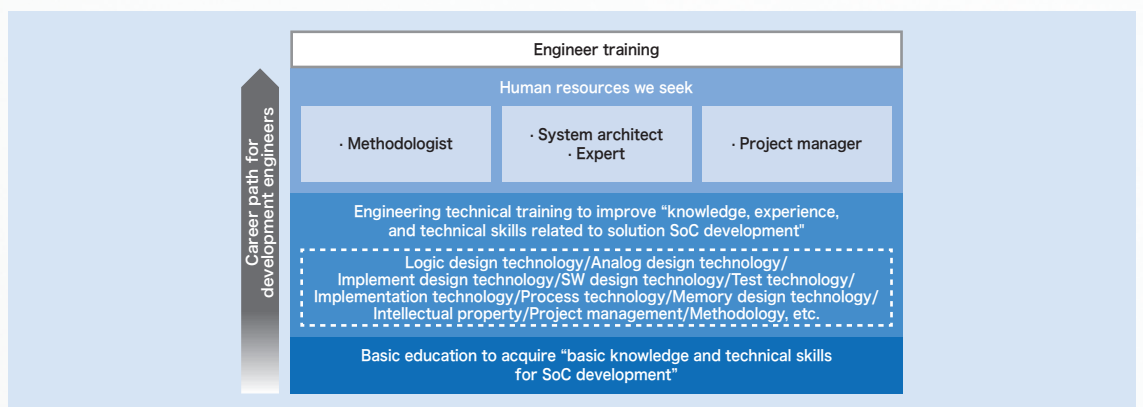 Engineer training
Human resources we seek
· Methodologist
· System architect
· Expert
· Project manager
Career path for
development engineers
Engineering technical training to improve “knowledge, experience,
and technical skills related to solution SoC development"
Logic design technology/Analog design technology/
Implement design technology/SW design technology/Test technology/
Implementation technology/Process technology/Memory design technology/
Intellectual property/Project management/Methodology, etc.
Basic education to acquire “basic knowledge and technical skills
for SoC development”